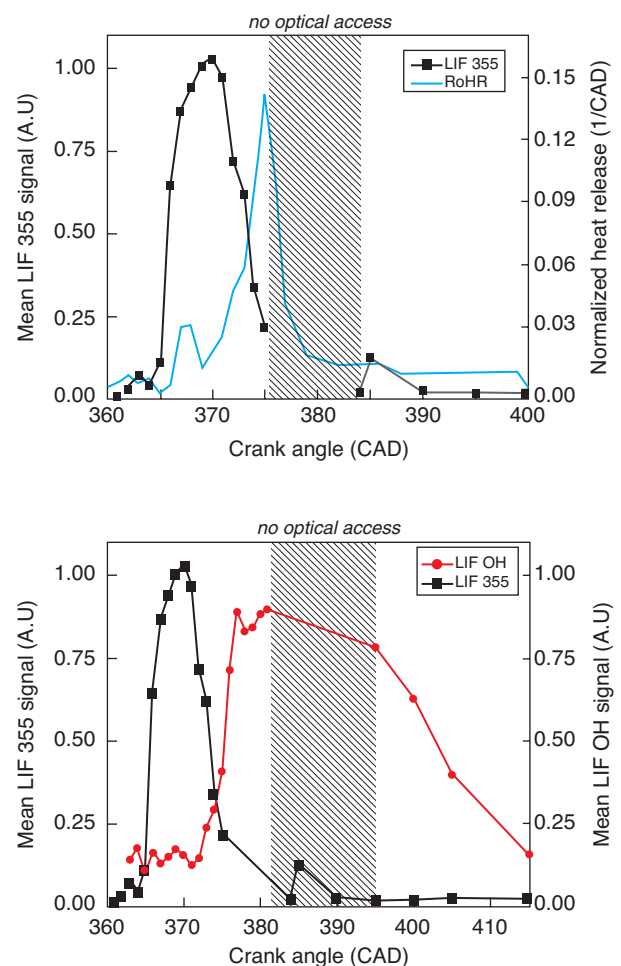 no optical access
1.00
0.75
0.50
0.25
0.00
Mean LIF 355 signal (A.U)
LIF 355
RoHR
0.15
0.12
0.09
0.06
0.03
0.00
Normalized heat release (1/CAD)
360
370
380
390
400
Crank angle (CAD)
no optical access
1.00
0.75
0.50
0.25
0.00
Mean LIF 355 signal (A.U)
LIF OH
LIF 355
1.00
0.75
0.50
0.25
0.00
Mean LIF OH signal (A.U)
360
370
380
390
400
410
Crank angle (CAD)